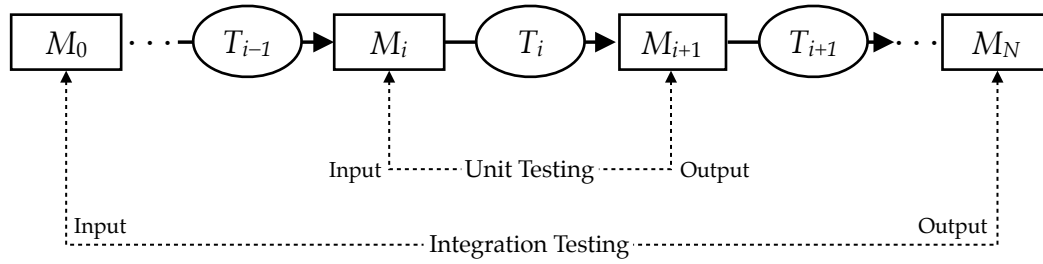 M0 · · · Ti−1 Mi Ti Mi+1 Ti+1 · · · MN
Input Unit Testing Output
Input Output
Integration Testing